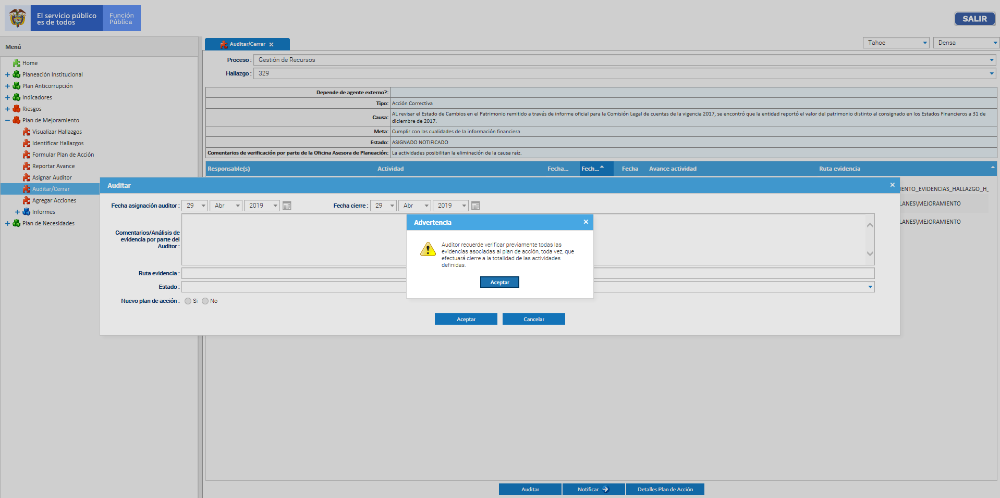 El servicio público
es de todos
Función
Pública
SALIR
Menú
Home
Planeación Institucional
Plan Anticorrupción
Indicadores
Riesgos
Plan de Mejoramiento
Visualizar Hallazgos
Identificar Hallazgos
Formular Plan de Acción
Reportar Avance
Asignar Auditor
Auditar/Cerrar
Agregar Acciones
Informes
Plan de Necesidades
Auditar/Cerrar
Tahoe
Densa
Proceso : Gestión de Recursos
Hallazgo : 329
Depende de agente externo?:
Tipo: Acción Correctiva
Causa: AL revisar el Estado de Cambios en el Patrimonio remitido a través de informe oficial para la Comisión Legal de cuentas de la vigencia 2017, se encontró que la entidad reportó el valor del patrimonio distinto al consignado en los Estados Financieros a 31 de
diciembre de 2017.
Meta: Cumplir con las cualidades de la información financiera
Estado: ASIGNADO NOTIFICADO
Comentarios de verificación por parte de la Oficina Asesora de Planeación: La actividades posibilitan la eliminación de la causa raíz.
Responsable(s) Actividad Fecha... Fech... Fecha Avance actividad Ruta evidencia
IENTO_EVIDENCIAS_HALLAZGO_H_
LANES\MEJORAMIENTO
LANES\MEJORAMIENTO
Auditar
Fecha asignación auditor : 29 Abr 2019 Fecha cierre : 29 Abr 2019
Comentarios/Análisis de
evidencia por parte del
Auditor :
Ruta evidencia :
Estado :
Nuevo plan de acción : Si No
Aceptar Cancelar
Advertencia
Auditor recuerde verificar previamente todas las
evidencias asociadas al plan de acción, toda vez, que
efectuará cierre a la totalidad de las actividades
definidas.
Aceptar
Auditar Notificar Detalles Plan de Acción